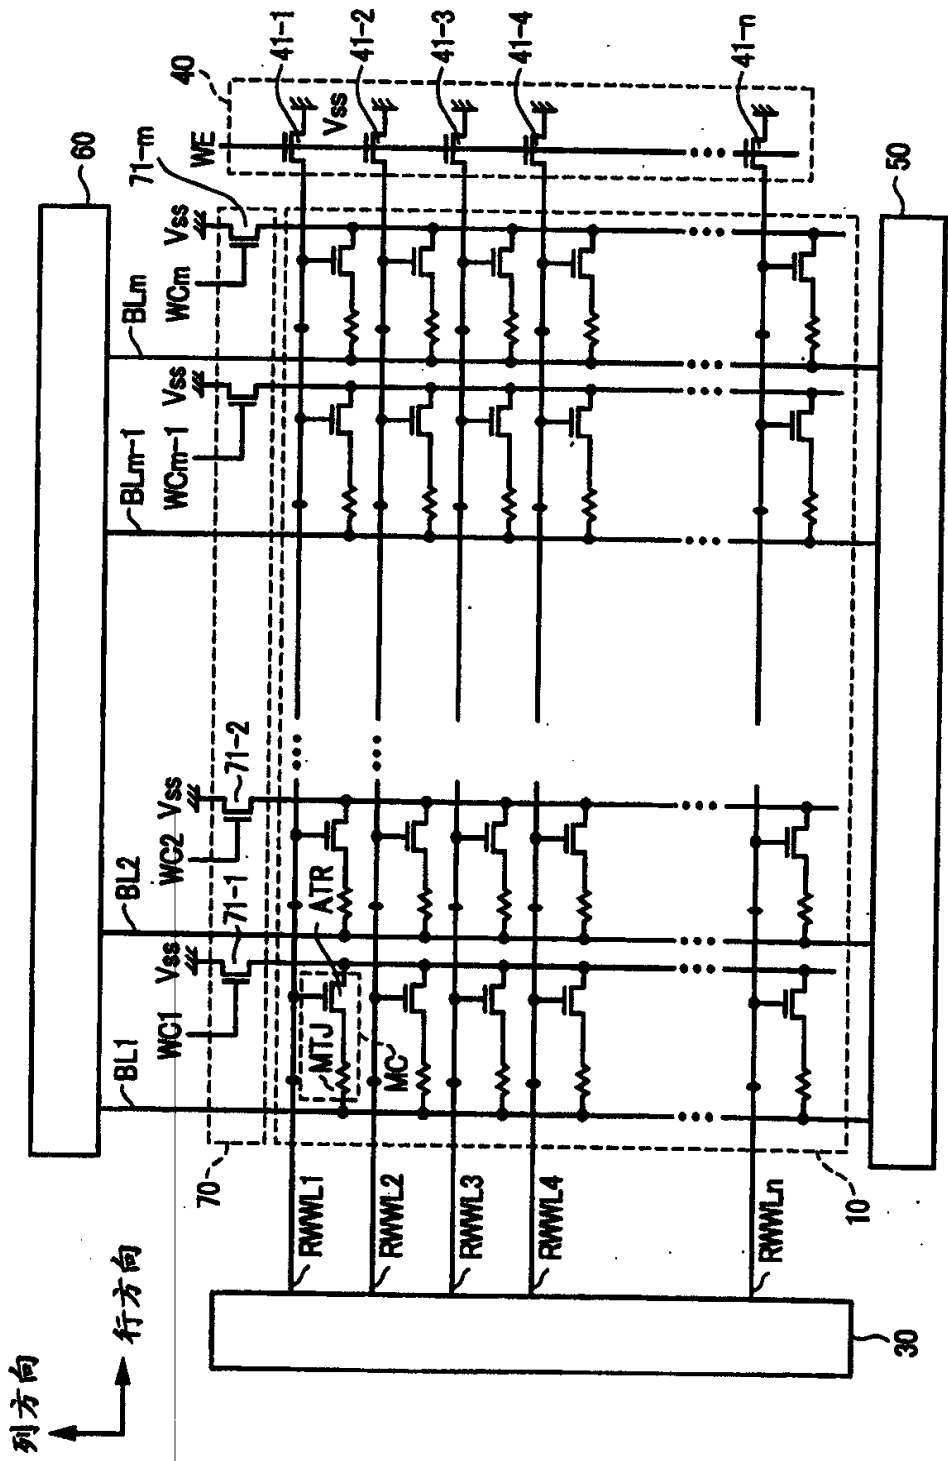 60
40
41-1
41-2
41-3
41-4
41-n
WE
Vss
50
71-m
Vss
WCm
BLm
Vss
WCm-1
BLm-1
Vss
71-2
WC2
BL2
ATR
Vss
71-1
WC1
BL1
MTJ
MC
70
RWWL1
RWWL2
RWWL3
RWWL4
RWWLn
10
30
列方向
行方向